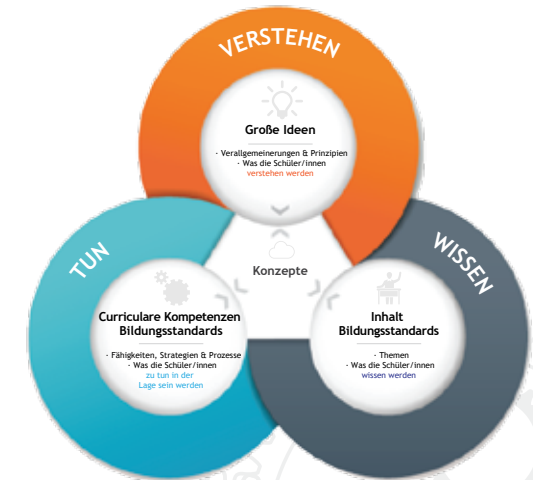 VERSTEHEN
Große Ideen
· Verallgemeinerungen & Prinzipien
· Was die Schüler/innen
verstehen werden
Konzepte
TUN
Curriculare Kompetenzen
Bildungsstandards
· Fähigkeiten, Strategien & Prozesse
· Was die Schüler/innen
zu tun in der
Lage sein werden
WISSEN
Inhalt
Bildungsstandards
· Themen
· Was die Schüler/innen
wissen werden